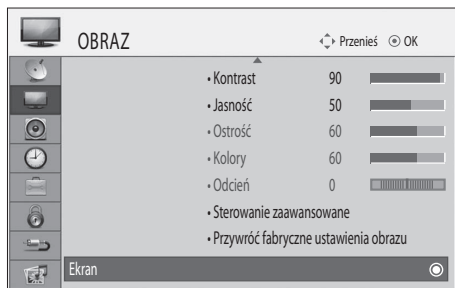 OBRAZ Przenieś OK
• Kontrast 90
• Jasność 50
• Ostrość 60
• Kolory 60
• Odcień 0
• Sterowanie zaawansowane
• Przywróć fabryczne ustawienia obrazu
Ekran